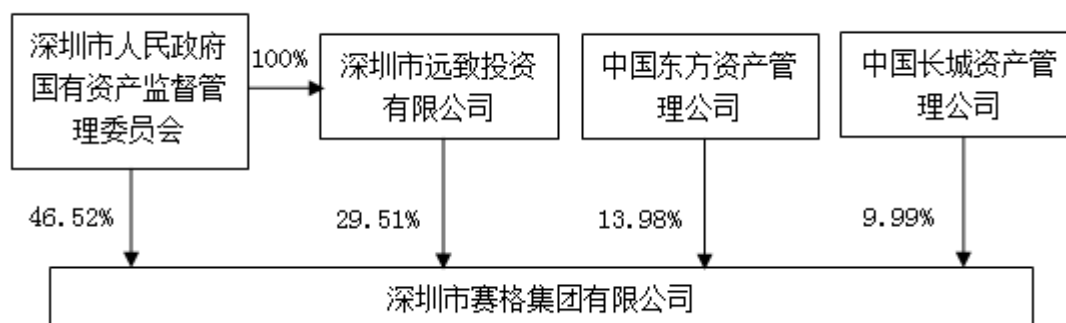 深圳市人民政府
国有资产监督管
理委员会
100%
深圳市远致投资
有限公司
中国东方资产管
理公司
中国长城资产管
理公司
46.52%
29.51%
13.98%
9.99%
深圳市赛格集团有限公司